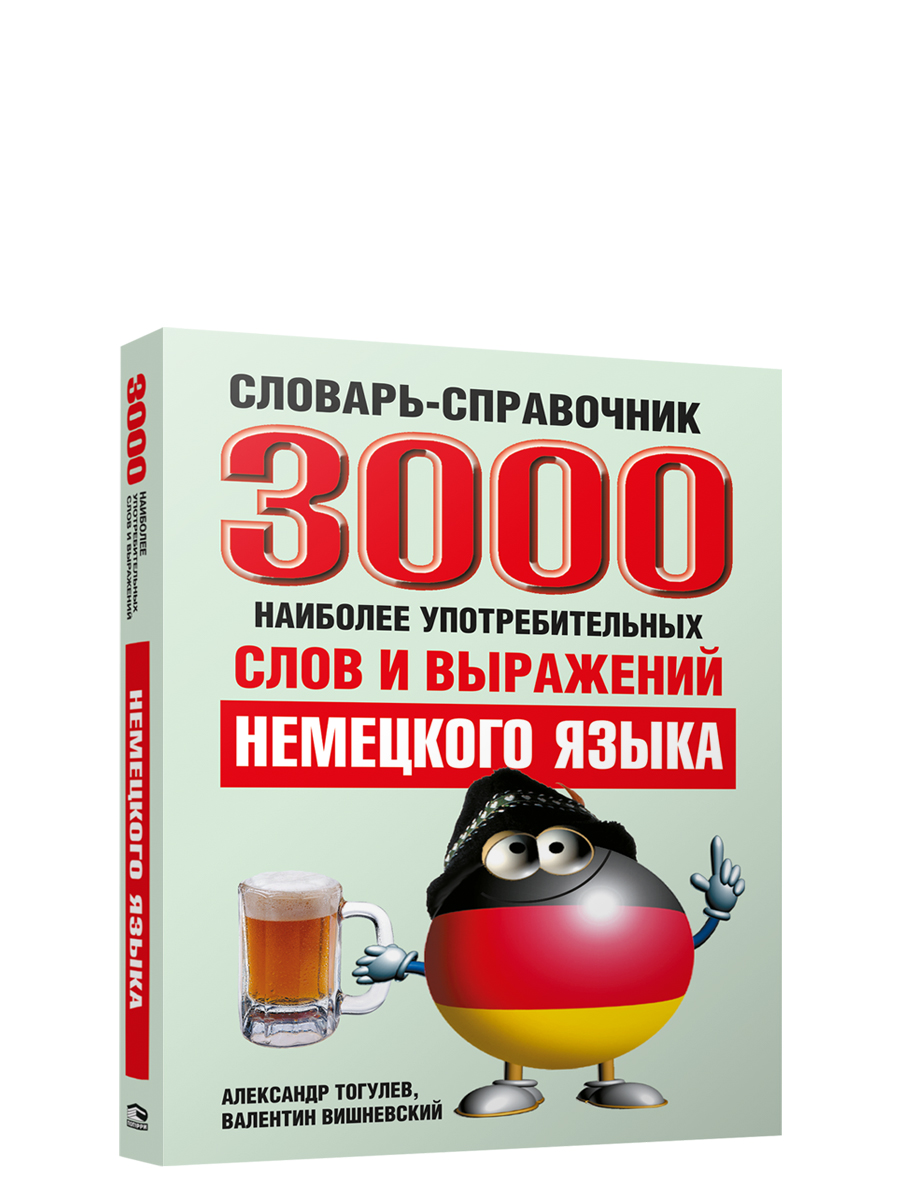 СЛОВАРЬ-СПРАВОЧНИК
3000
НАИБОЛЕЕ УПОТРЕБИТЕЛЬНЫХ
СЛОВ И ВЫРАЖЕНИЙ
НЕМЕЦКОГО ЯЗЫКА
АЛЕКСАНДР ТОГУЛЕВ,
ВАЛЕНТИН ВИШНЕВСКИЙ
3000
НАИБОЛЕЕ
УПОТРЕБИТЕЛЬНЫХ
СЛОВ И ВЫРАЖЕНИЙ
НЕМЕЦКОГО ЯЗЫКА
ПОПУРРИ